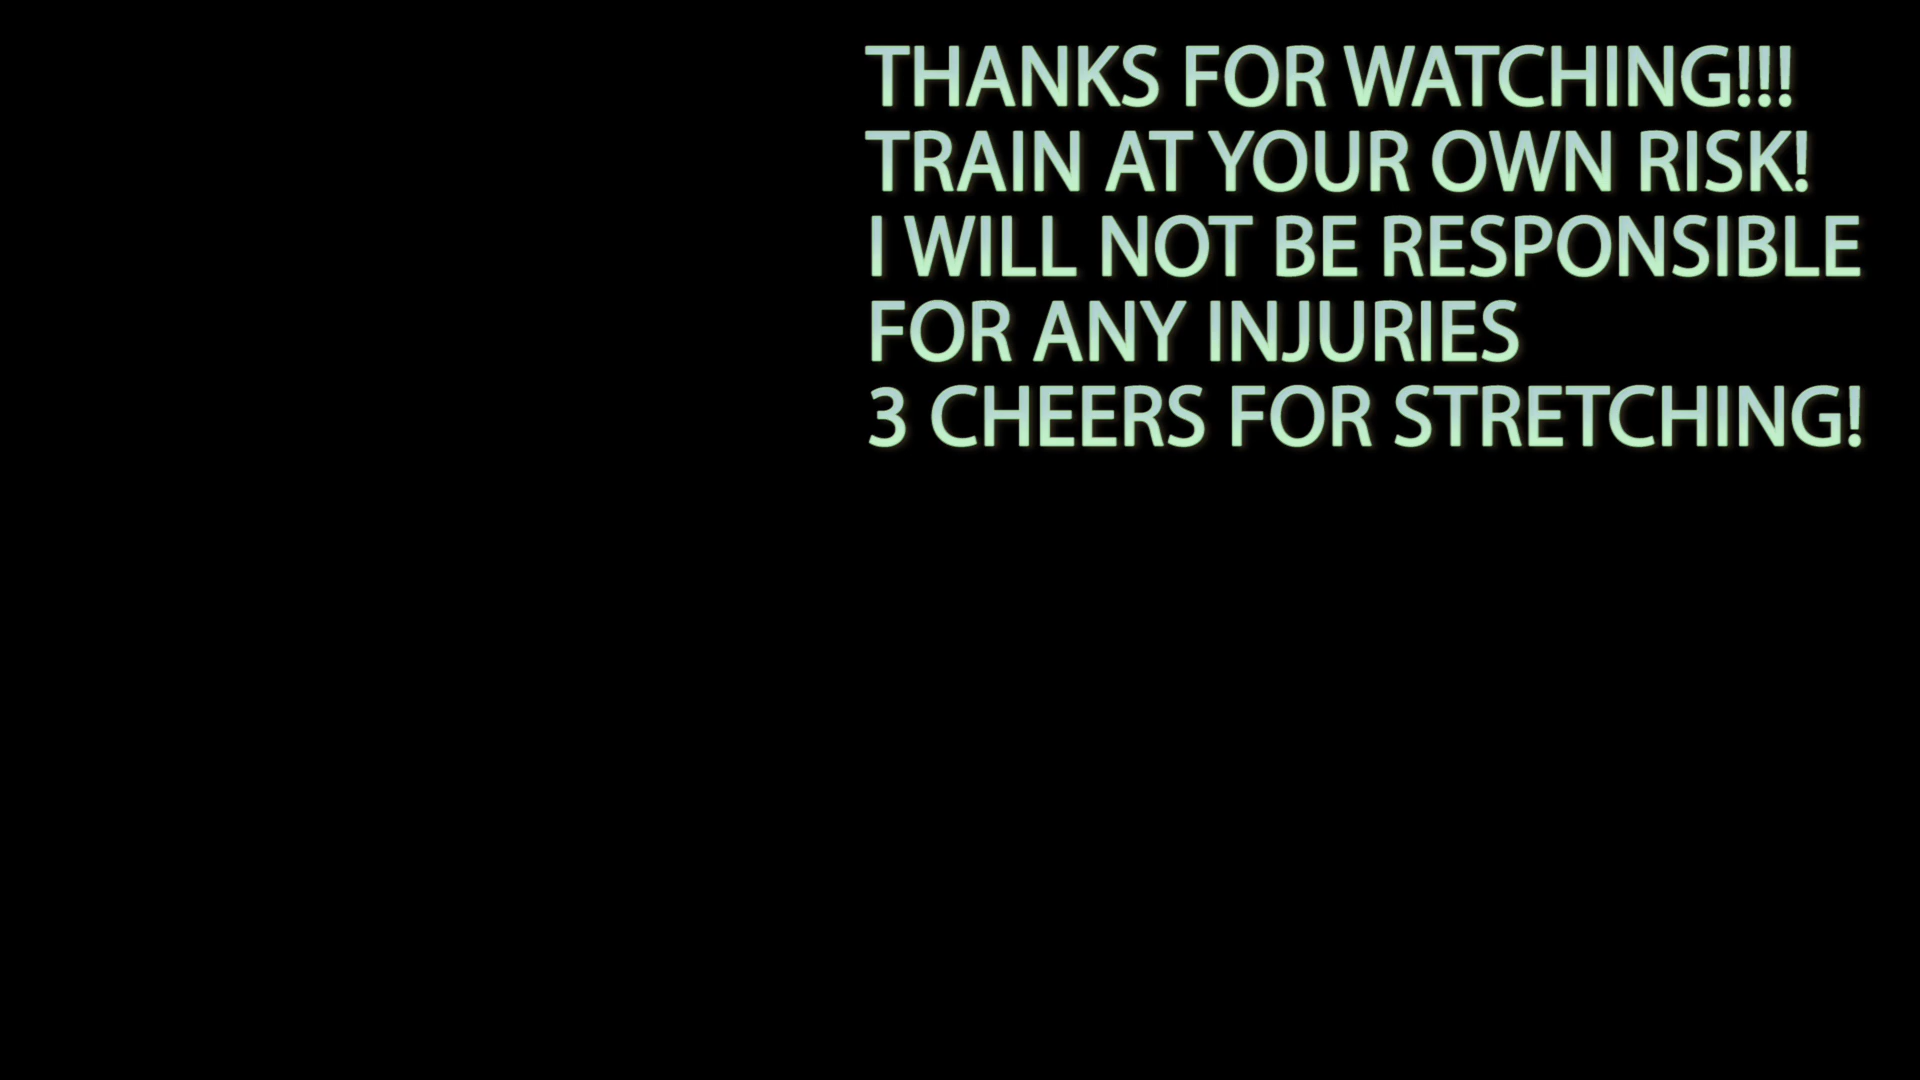 THANKS FOR WATCHING!!!
TRAIN AT YOUR OWN RISK!
I WILL NOT BE RESPONSIBLE
FOR ANY INJURIES
3 CHEERS FOR STRETCHING!